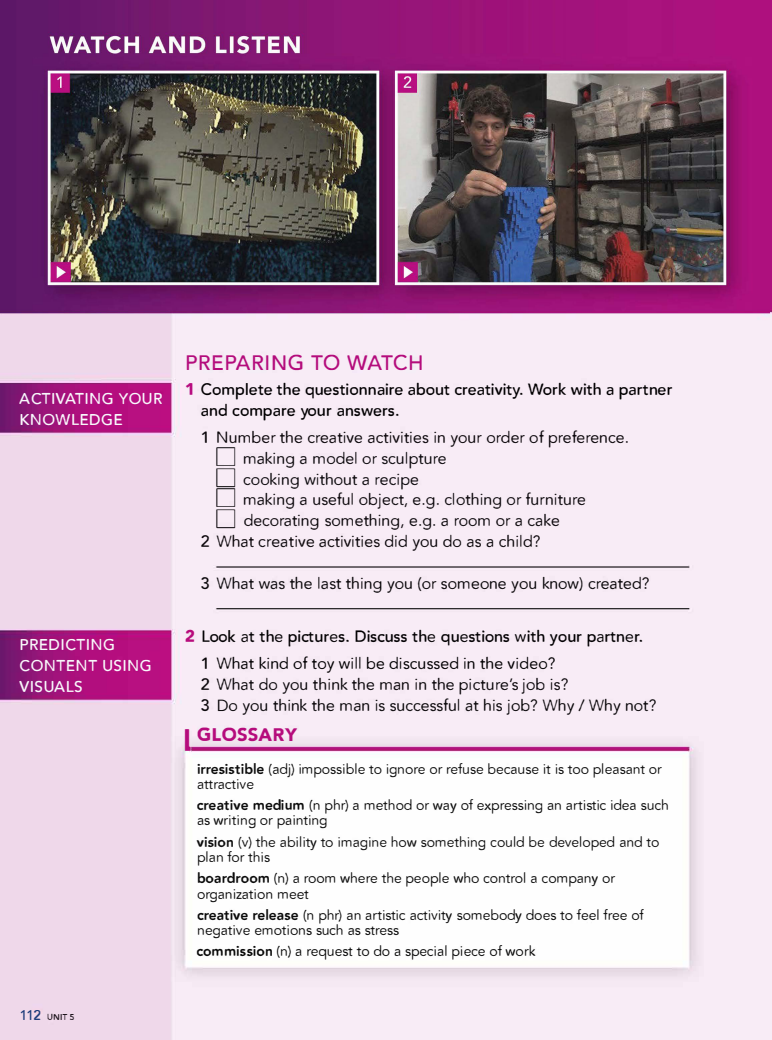 WATCH AND LISTEN
1
2
PREPARING TO WATCH
ACTIVATING YOUR
KNOWLEDGE
1 Complete the questionnaire about creativity. Work with a partner
and compare your answers.
1 Number the creative activities in your order of preference.
making a model or sculpture
cooking without a recipe
making a useful object, e.g. clothing or furniture
decorating something, e.g. a room or a cake
2 What creative activities did you do as a child?
3 What was the last thing you (or someone you know) created?
PREDICTING
CONTENT USING
VISUALS
2 Look at the pictures. Discuss the questions with your partner.
1 What kind of toy will be discussed in the video?
2 What do you think the man in the picture's job is?
3 Do you think the man is successful at his job? Why / Why not?
GLOSSARY
irresistible (adj) impossible to ignore or refuse because it is too pleasant or
attractive
creative medium (n phr) a method or way of expressing an artistic idea such
as writing or painting
vision (v) the ability to imagine how something could be developed and to
plan for this
boardroom (n) a room where the people who control a company or
organization meet
creative release (n phr) an artistic activity somebody does to feel free of
negative emotions such as stress
commission (n) a request to do a special piece of work
112 UNIT 5